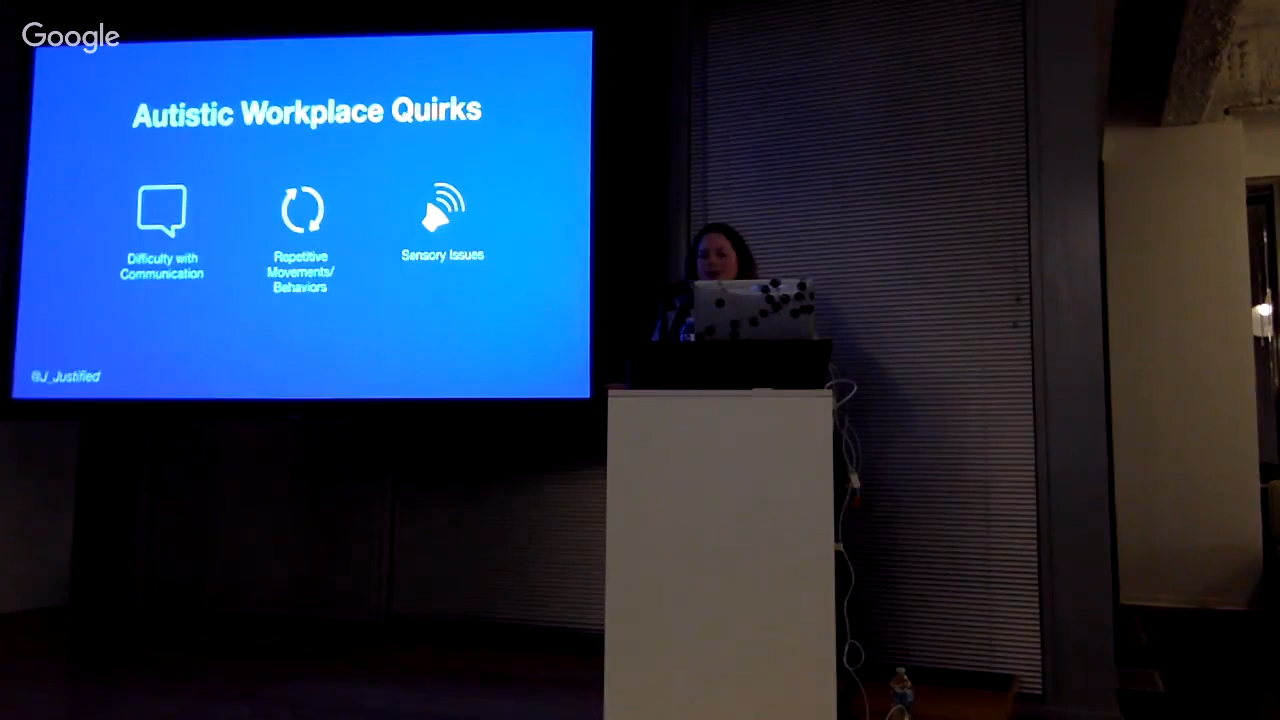 Google
Autistic Workplace Quirks
Difficulty with
Communication
Repetitive
Movements/
Behaviors
Sensory Issues
@J_Justified